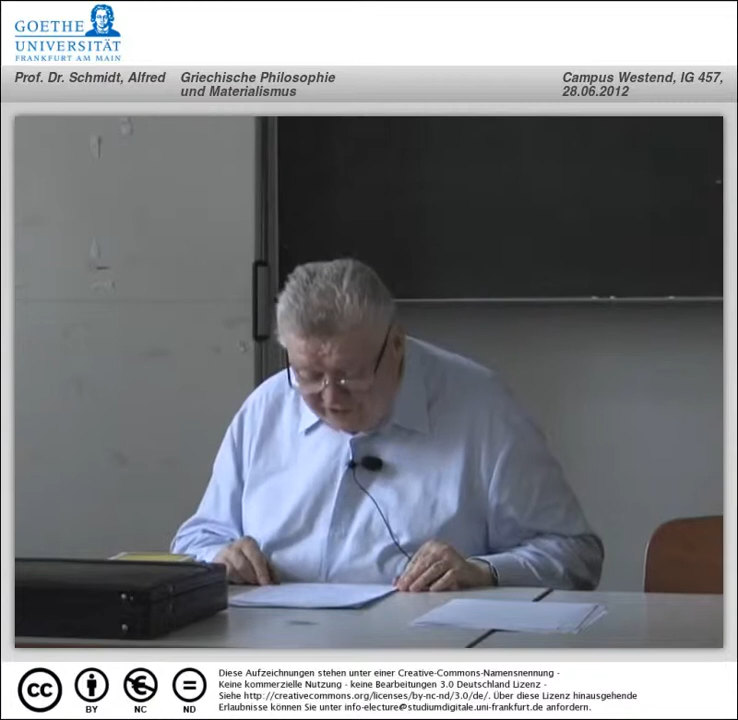 GOETHE
UNIVERSITÄT
FRANKFURT AM MAIN
Prof. Dr. Schmidt, Alfred
Griechische Philosophie
und Materialismus
Campus Westend, IG 457,
28.06.2012
cc
BY
NC
ND
Diese Aufzeichnungen stehen unter einer Creative-Commons-Namensnennung -
Keine kommerzielle Nutzung - keine Bearbeitungen 3.0 Deutschland Lizenz -
Siehe http://creativecommons.org/licenses/by-nc-nd/3.0/de/. Über diese Lizenz hinausgehende
Erlaubnisse können Sie unter info-electure@studiumdigitale.uni-frankfurt.de anfordern.